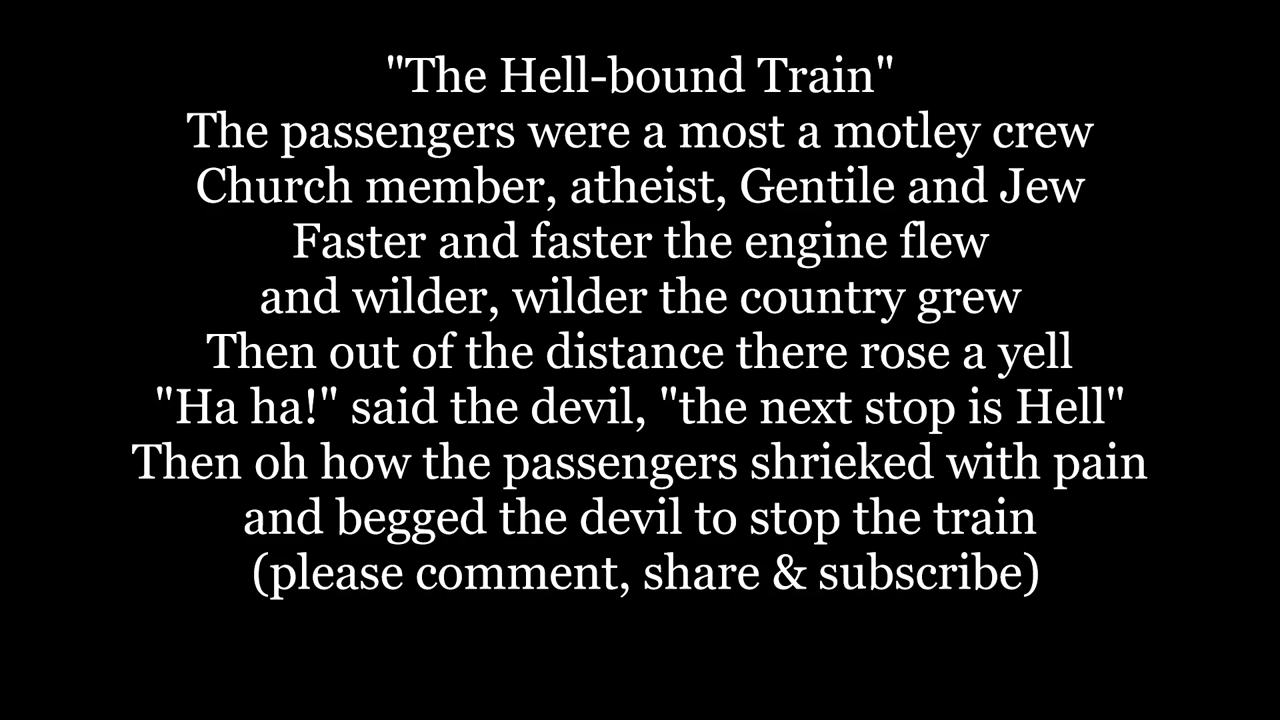 "The Hell-bound Train"
The passengers were a most a motley crew
Church member, atheist, Gentile and Jew
Faster and faster the engine flew
and wilder, wilder the country grew
Then out of the distance there rose a yell
"Ha ha!" said the devil, "the next stop is Hell"
Then oh how the passengers shrieked with pain
and begged the devil to stop the train
(please comment, share & subscribe)